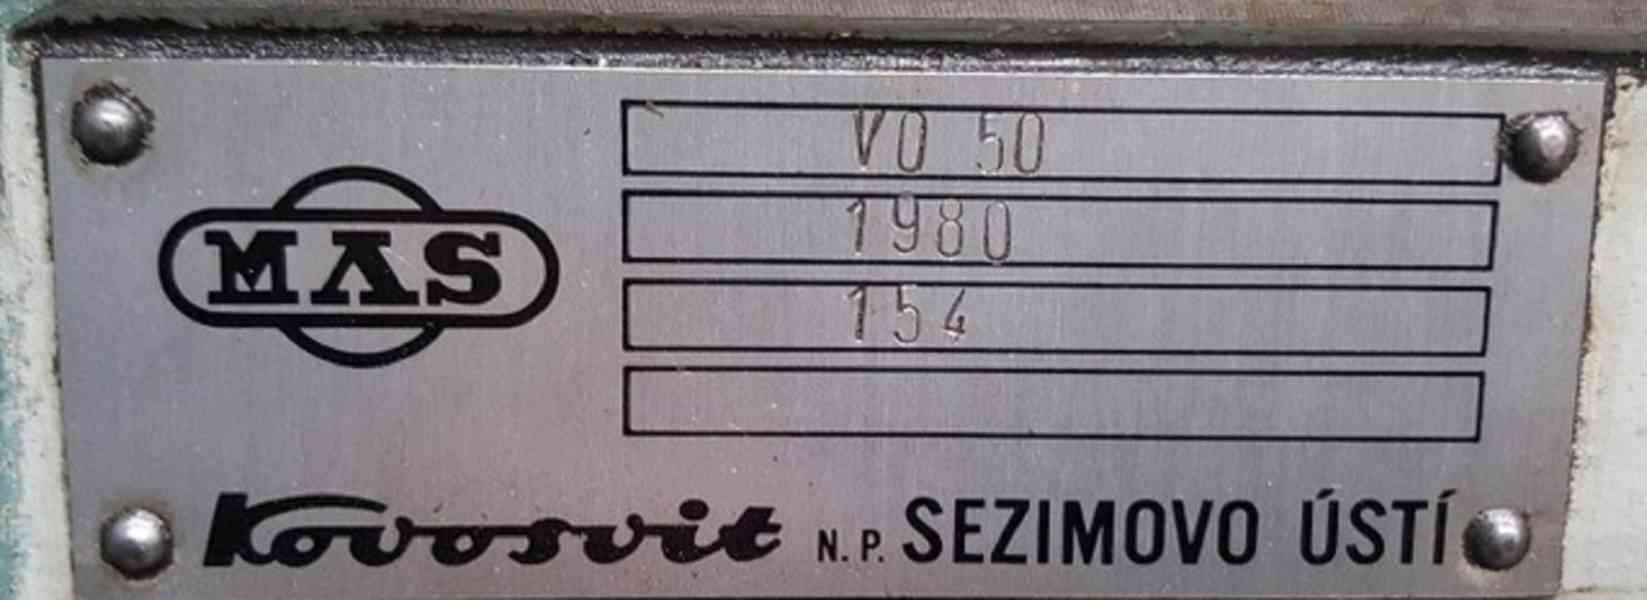 MAS
VO 50
1980
154
Kovosvit N.P. SEZIMOVO ÚSTÍ